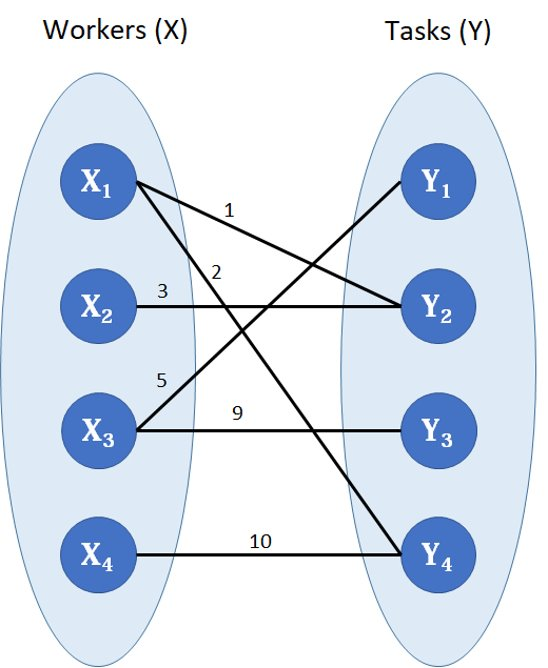 Workers (X) Tasks (Y)
X₁ 1 Y₁
2
X₂ 3 Y₂
5
X₃ 9 Y₃
X₄ 10 Y₄